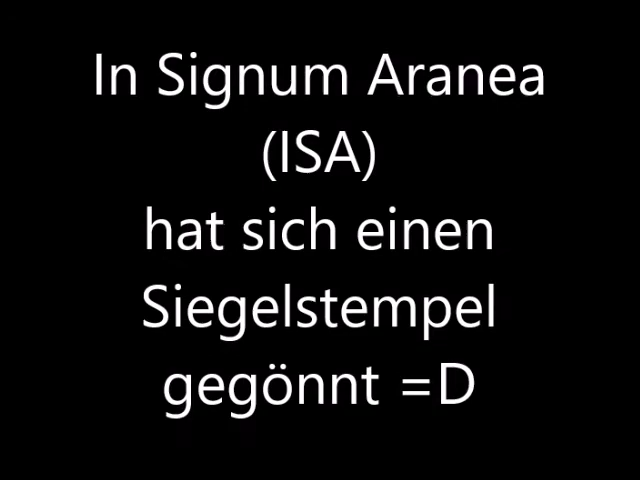 In Signum Aranea
(ISA)
hat sich einen
Siegelstempel
gegönnt =D